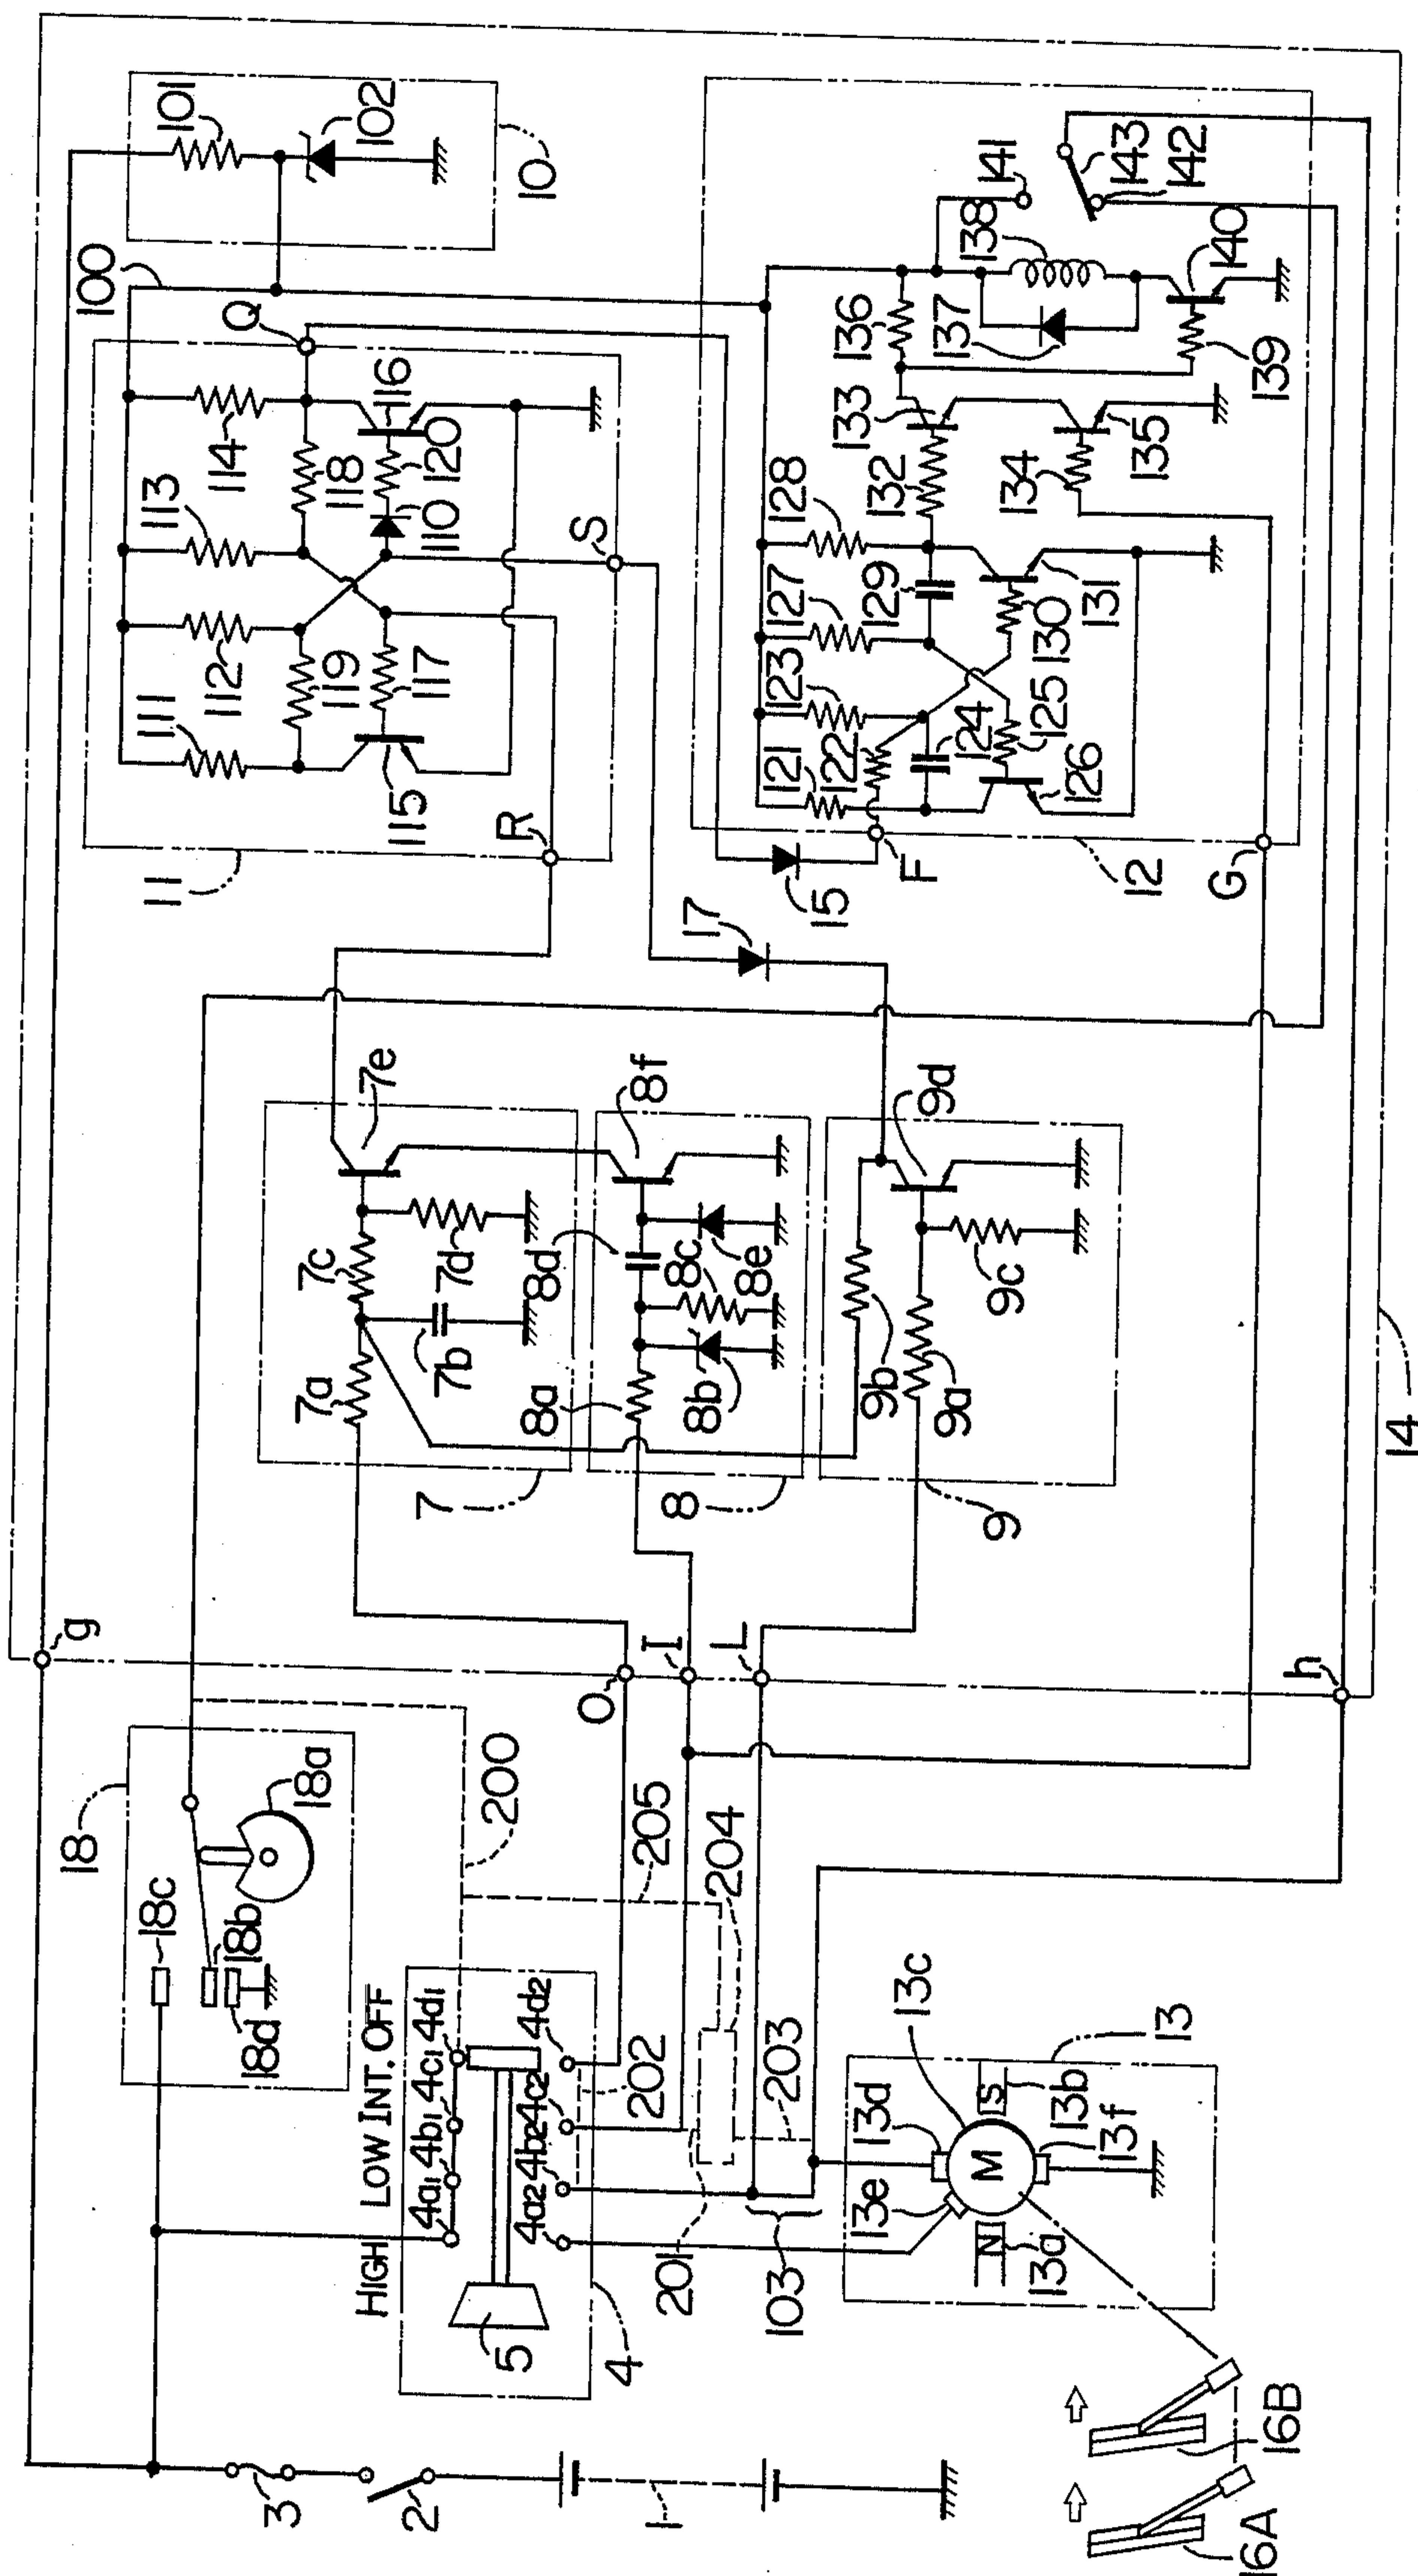 g
100
101
102
10
Q
114
113
112
111
118
116
120
110
119
117
115
S
R
11
18
18c
18b
18d
18a
7e
7c
7d
7a
7b
7
8f
8d
8c
8e
8a
8b
8
9d
9b
9a
9c
9
17
15
F
12
G
128
127
123
121
122
129
124
125
130
131
126
132
133
134
135
136
137
138
139
140
141
142
143
14
O
I
L
h
200
205
204
202
203
201
103
HIGH LOW INT. OFF
4a1 4b1 4c1 4d1
4a2 4b2 4c2 4d2
5
4
3
2
1
13c
13
13d
13e
S
13b
M
13f
N
13a
16B
16A